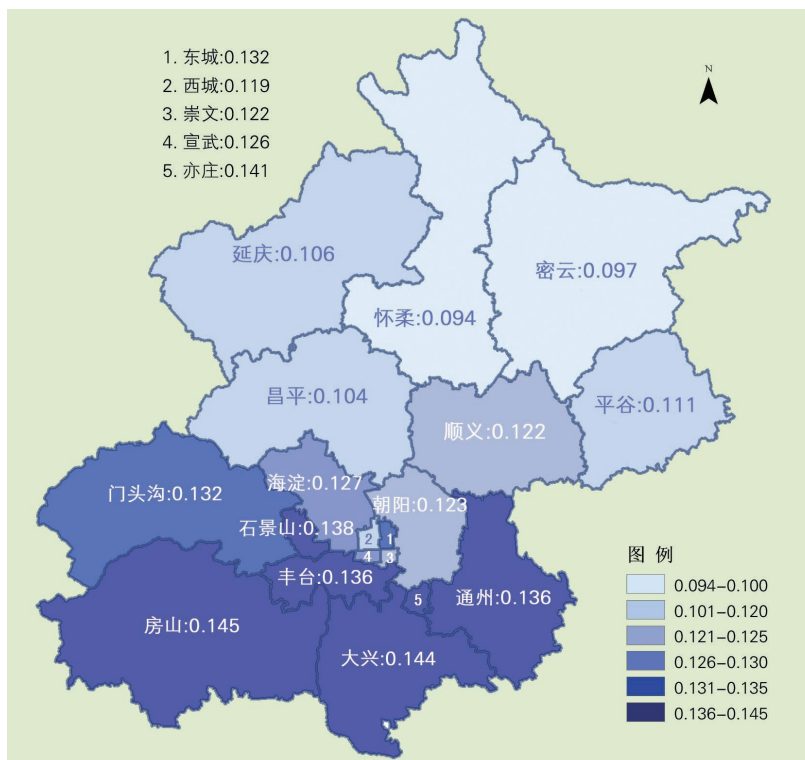 1. 东城:0.132
2. 西城:0.119
3. 崇文:0.122
4. 宣武:0.126
5. 亦庄:0.141
N
延庆:0.106
密云:0.097
怀柔:0.094
昌平:0.104
平谷:0.111
顺义:0.122
海淀:0.127
门头沟:0.132
朝阳:0.123
石景山:0.138
2
1
4
3
丰台:0.136
5
通州:0.136
房山:0.145
大兴:0.144
图 例
0.094-0.100
0.101-0.120
0.121-0.125
0.126-0.130
0.131-0.135
0.136-0.145